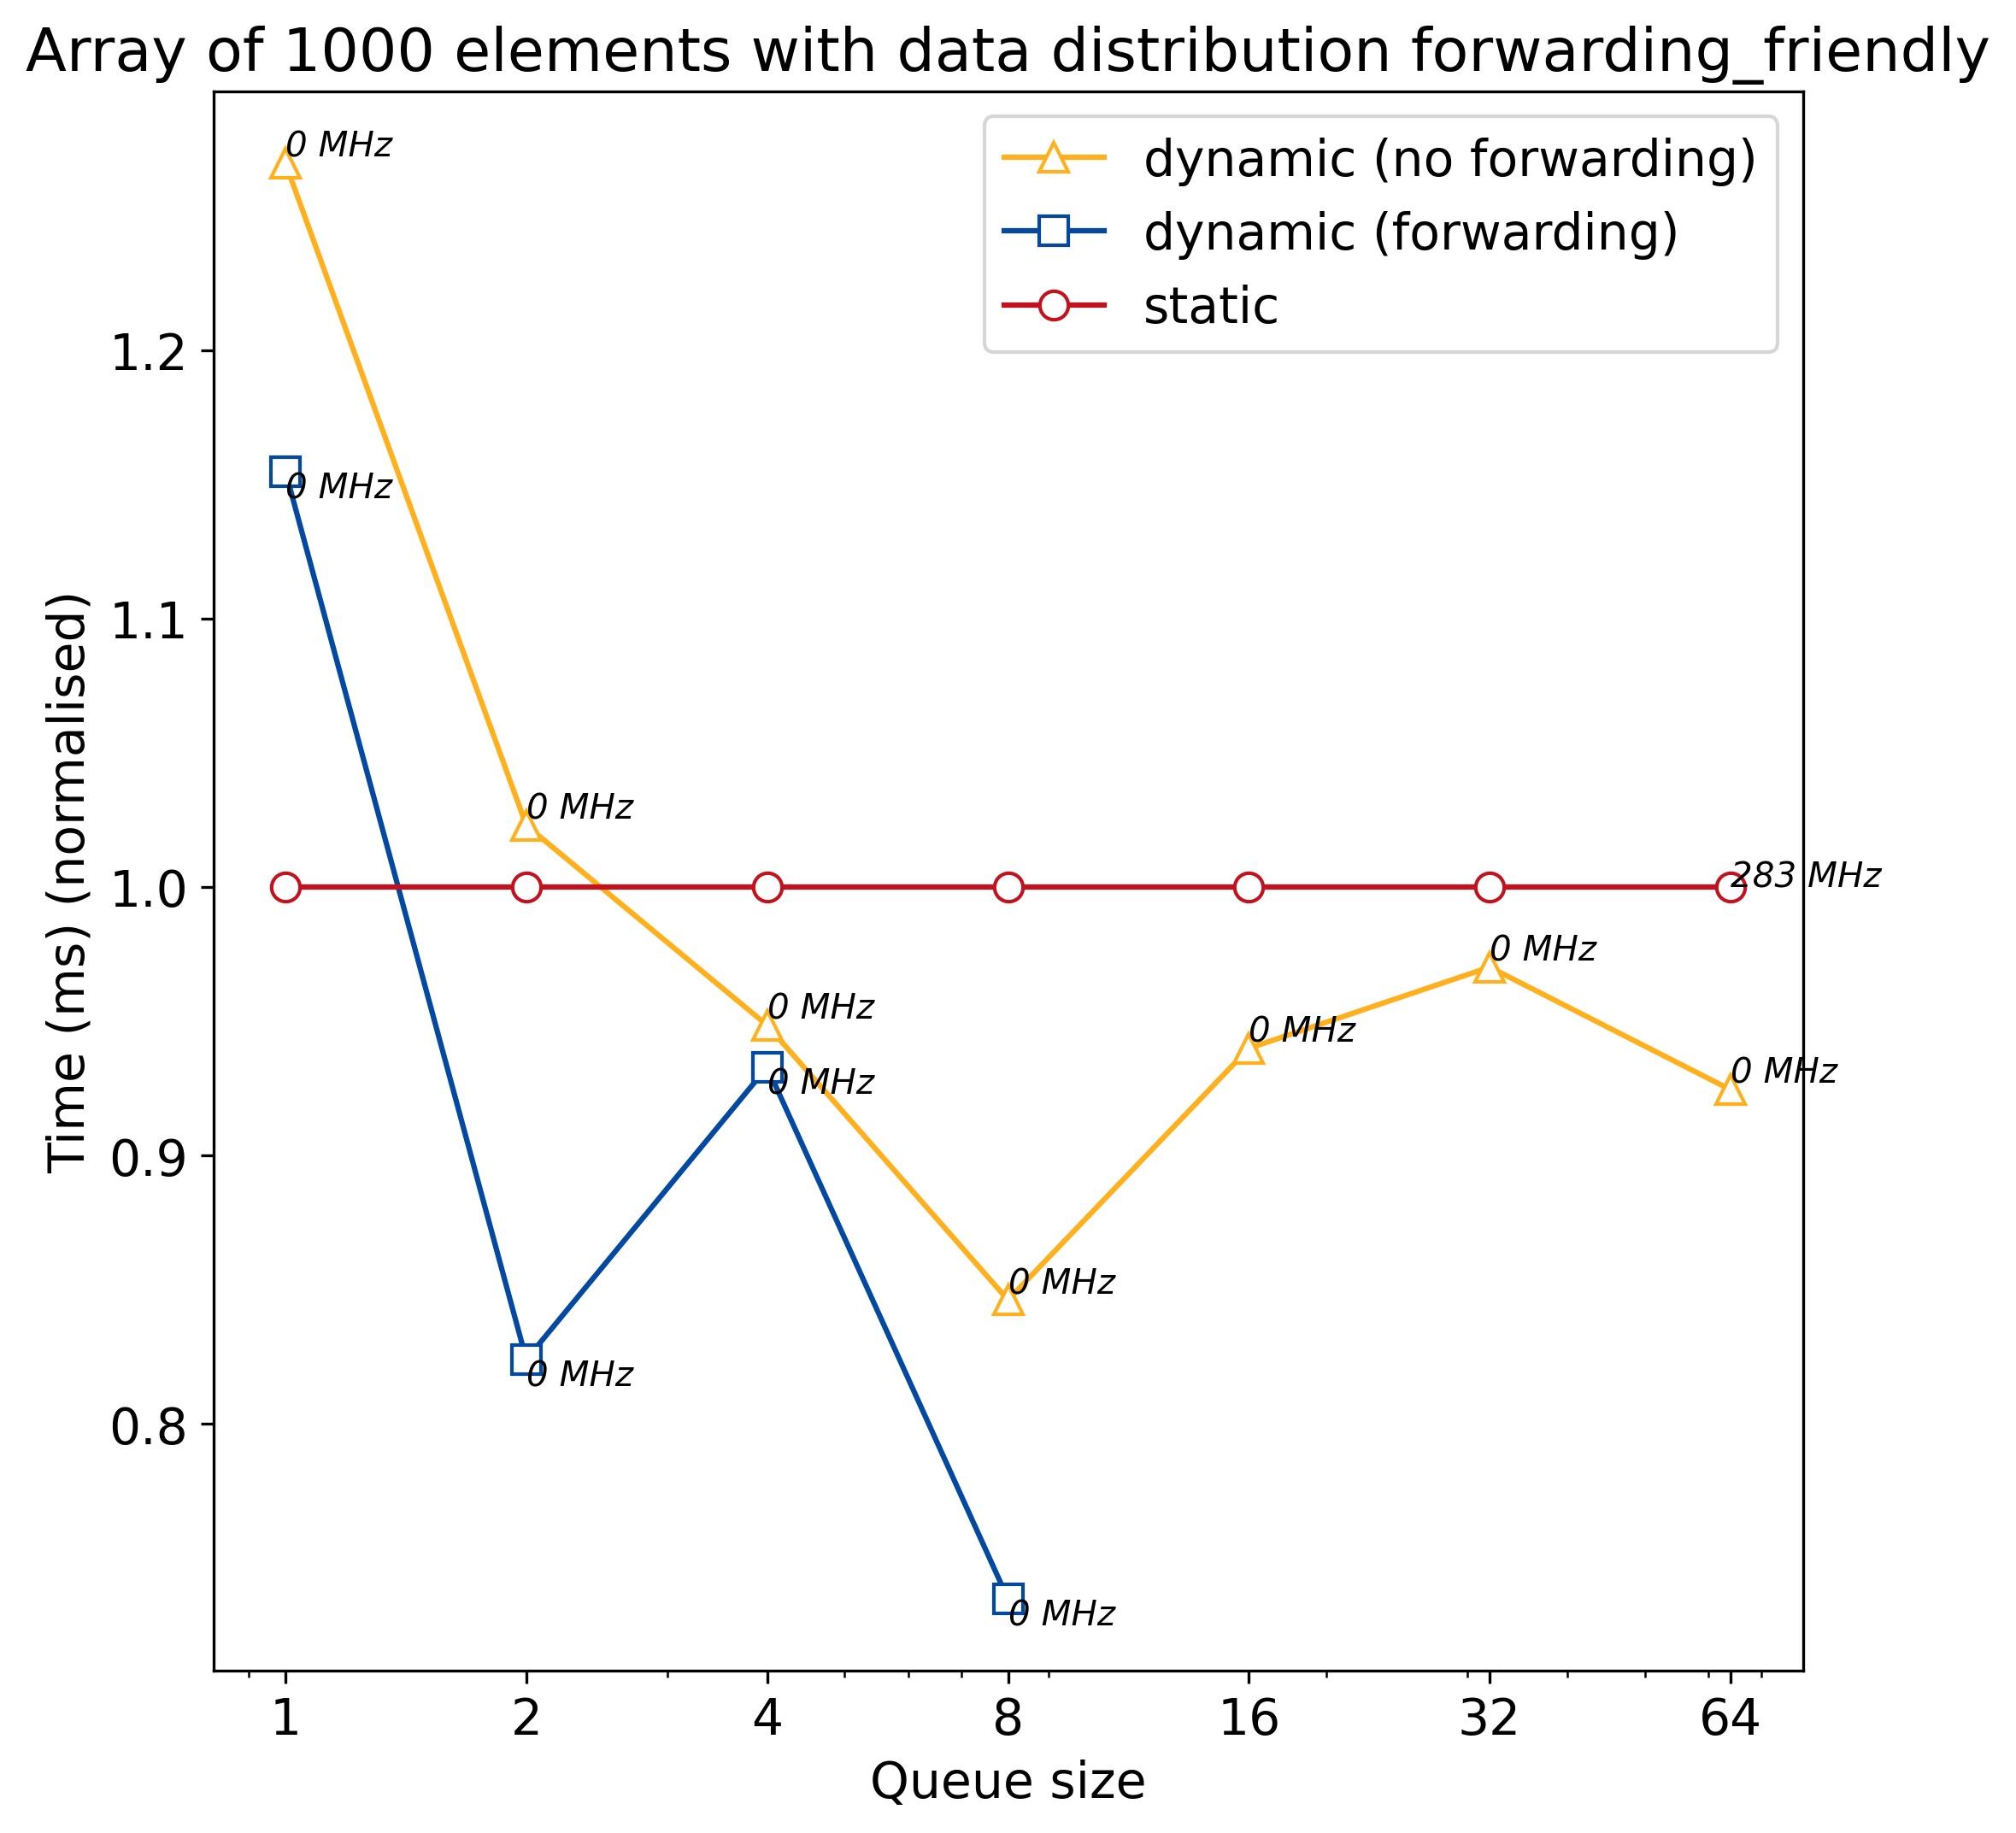 Array of 1000 elements with data distribution forwarding_friendly
dynamic (no forwarding)
dynamic (forwarding)
static
Time (ms) (normalised)
1.2
1.1
1.0
0.9
0.8
0 MHz
0 MHz
0 MHz
283 MHz
0 MHz
0 MHz
0 MHz
0 MHz
0 MHz
0 MHz
0 MHz
0 MHz
1
2
4
8
16
32
64
Queue size